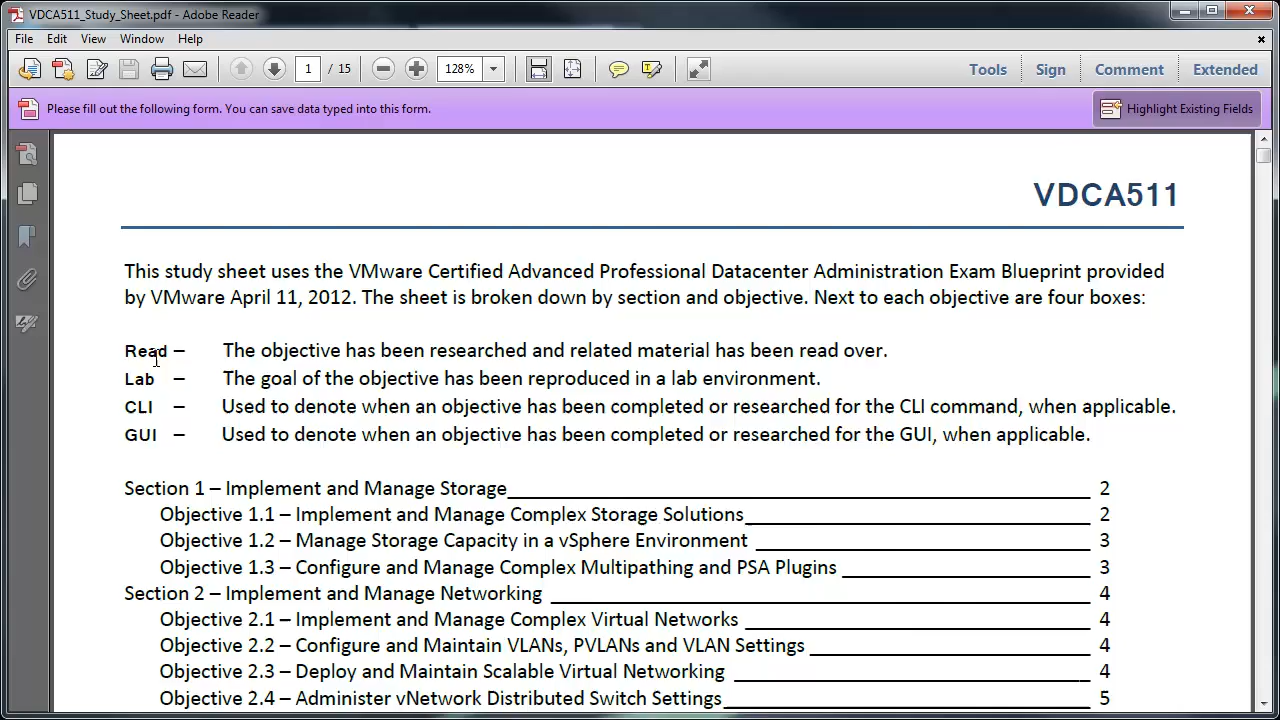 VDCA511_Study_Sheet.pdf - Adobe Reader
File Edit View Window Help
1 / 15 128% Tools Sign Comment Extended
Please fill out the following form. You can save data typed into this form. Highlight Existing Fields
VDCA511
This study sheet uses the VMware Certified Advanced Professional Datacenter Administration Exam Blueprint provided
by VMware April 11, 2012. The sheet is broken down by section and objective. Next to each objective are four boxes:
Read – The objective has been researched and related material has been read over.
Lab – The goal of the objective has been reproduced in a lab environment.
CLI – Used to denote when an objective has been completed or researched for the CLI command, when applicable.
GUI – Used to denote when an objective has been completed or researched for the GUI, when applicable.
Section 1 – Implement and Manage Storage 2
Objective 1.1 – Implement and Manage Complex Storage Solutions 2
Objective 1.2 – Manage Storage Capacity in a vSphere Environment 3
Objective 1.3 – Configure and Manage Complex Multipathing and PSA Plugins 3
Section 2 – Implement and Manage Networking 4
Objective 2.1 – Implement and Manage Complex Virtual Networks 4
Objective 2.2 – Configure and Maintain VLANs, PVLANs and VLAN Settings 4
Objective 2.3 – Deploy and Maintain Scalable Virtual Networking 4
Objective 2.4 – Administer vNetwork Distributed Switch Settings 5